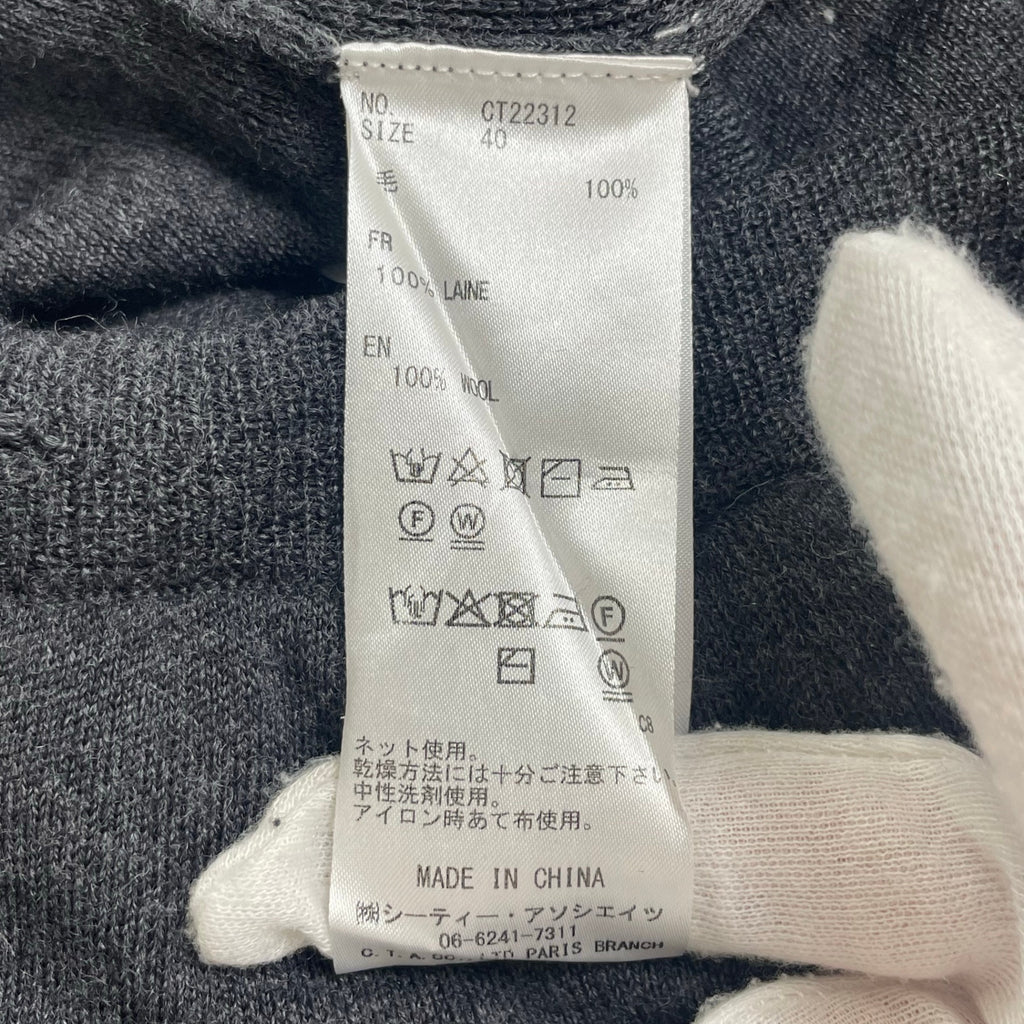 NO. CT22312
SIZE 40
毛 100%
FR
100% LAINE
EN
100% WOOL
F W
F
W
C8
ネット使用。
乾燥方法には十分ご注意下さい
中性洗剤使用。
アイロン時あて布使用。
MADE IN CHINA
㈱シーティー・アソシエイツ
06-6241-7311
C.T.A.CO.,LTD PARIS BRANCH